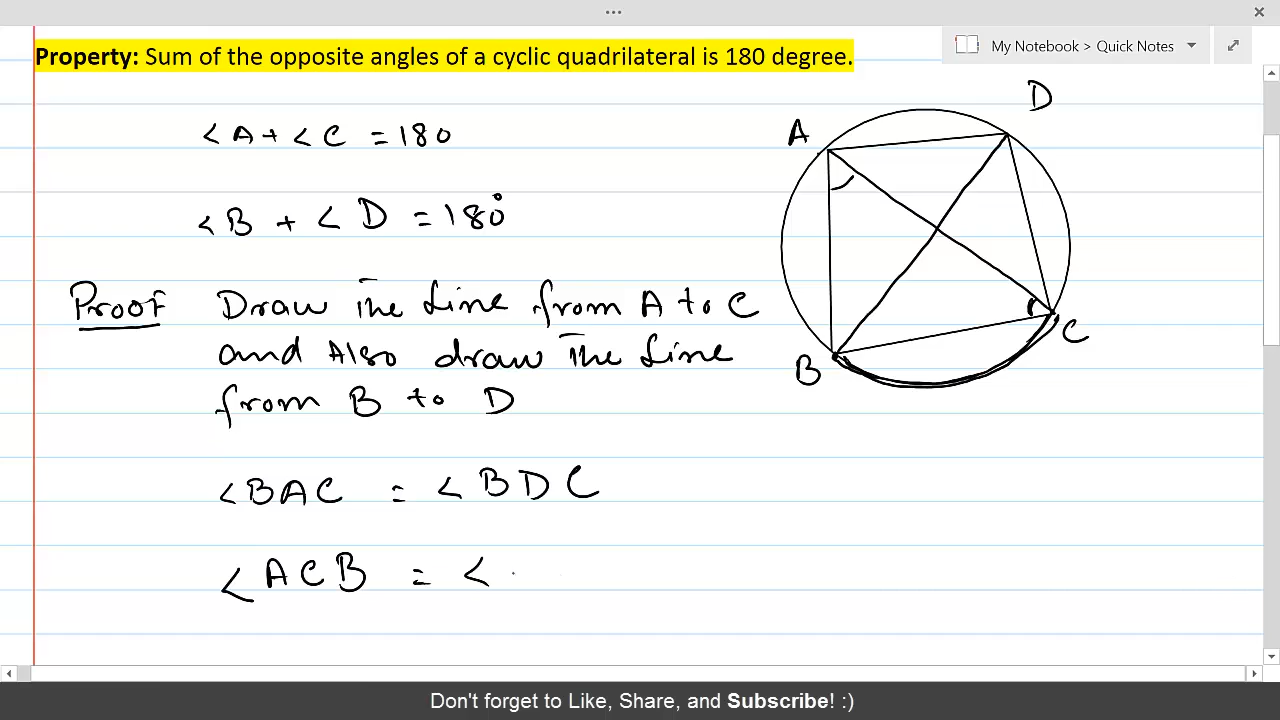 ...
My Notebook > Quick Notes
Property: Sum of the opposite angles of a cyclic quadrilateral is 180 degree.
∠A + ∠C = 180
∠B + ∠D = 180°
Proof Draw the Line from A to C
and Also draw the Line
from B to D
∠BAC = ∠BDC
∠ACB = ∠
A
D
B
C
Don't forget to Like, Share, and Subscribe! :)